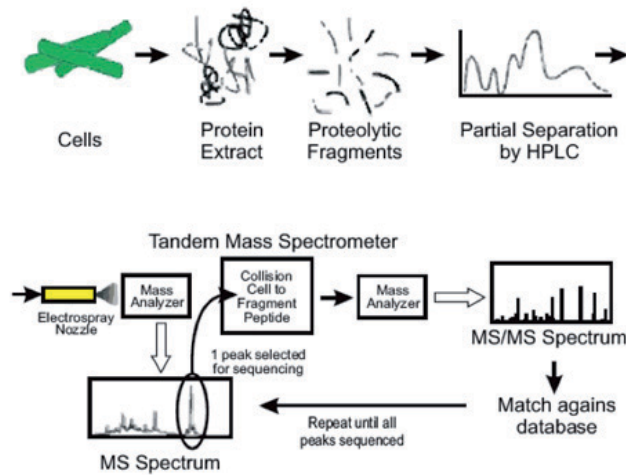 Cells
Protein
Extract
Proteolytic
Fragments
Partial Separation
by HPLC
Tandem Mass Spectrometer
Electrospray
Nozzle
Mass
Analyzer
Collision
Cell to
Fragment
Peptide
Mass
Analyzer
MS/MS Spectrum
1 peak selected
for sequencing
MS Spectrum
Repeat until all
peaks sequenced
Match agains
database